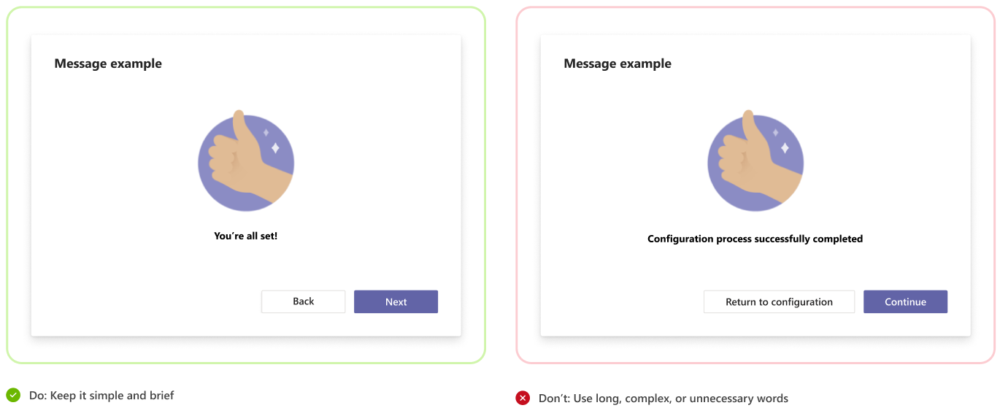 Message example
You’re all set!
Back
Next
Do: Keep it simple and brief
Message example
Configuration process successfully completed
Return to configuration
Continue
Don’t: Use long, complex, or unnecessary words